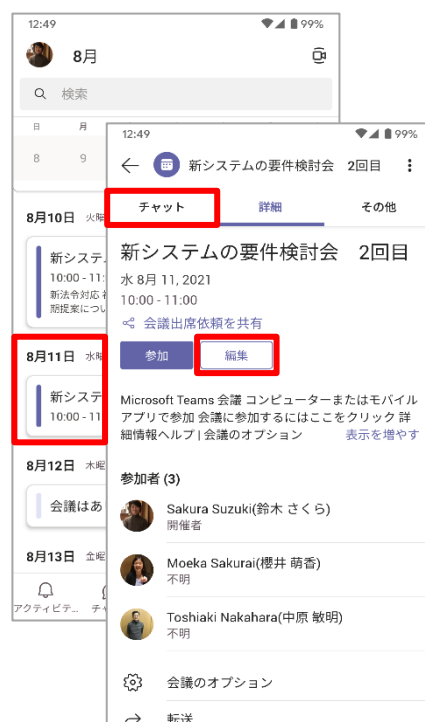 12:49
99%
8月
検索
日 月
8 9
8月10日 火曜
新システ
10:00 - 11:
新法令対応
期提案につい
8月11日 水曜
新システ
10:00 - 11
8月12日 木曜
会議はあ
8月13日 金曜
アクティビテ... チ
12:49
99%
新システムの要件検討会 2回目
チャット 詳細 その他
新システムの要件検討会 2回目
水 8月 11, 2021
10:00 - 11:00
会議出席依頼を共有
参加 編集
Microsoft Teams 会議 コンピューターまたはモバイル
アプリで参加 会議に参加するにはここをクリック 詳
細情報ヘルプ | 会議のオプション 表示を増やす
参加者 (3)
Sakura Suzuki(鈴木 さくら)
開催者
Moeka Sakurai(櫻井 萌香)
不明
Toshiaki Nakahara(中原 敏明)
不明
会議のオプション
転送